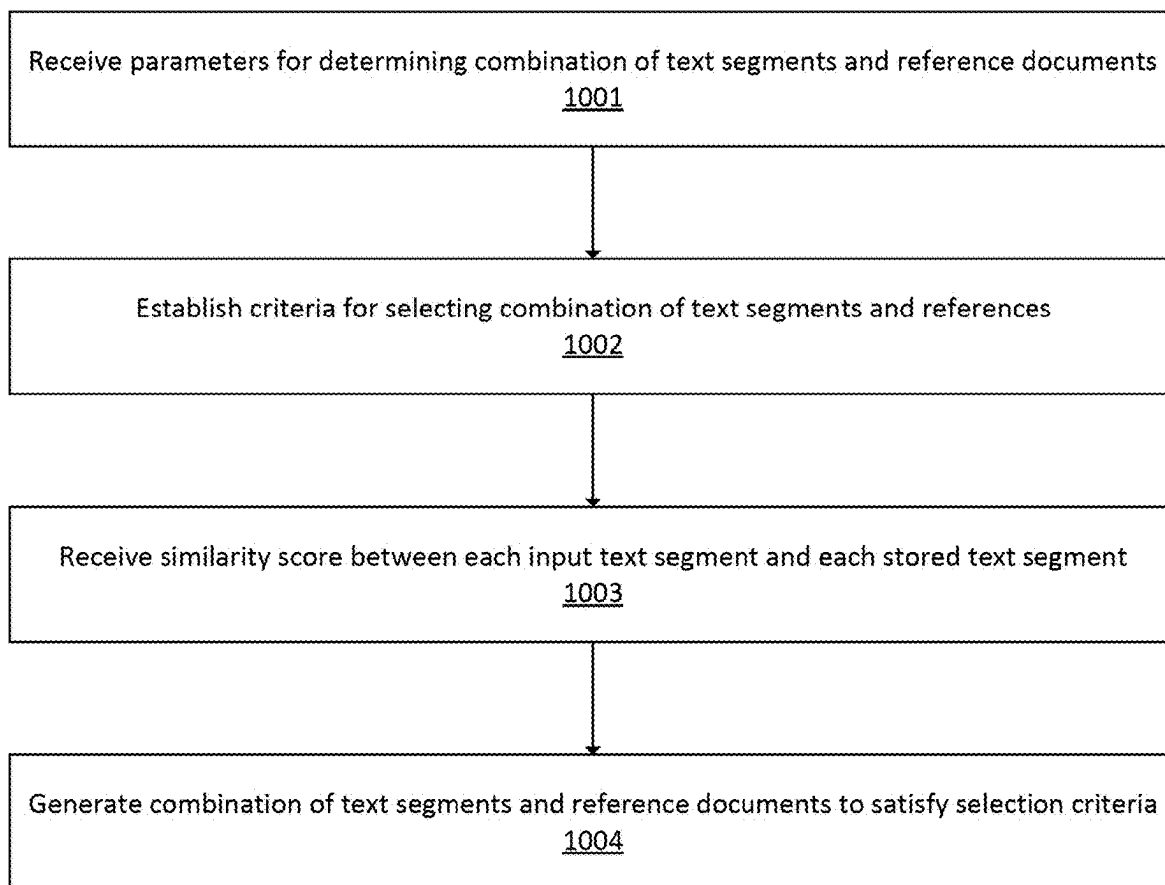 Receive parameters for determining combination of text segments and reference documents
1001
Establish criteria for selecting combination of text segments and references
1002
Receive similarity score between each input text segment and each stored text segment
1003
Generate combination of text segments and reference documents to satisfy selection criteria
1004